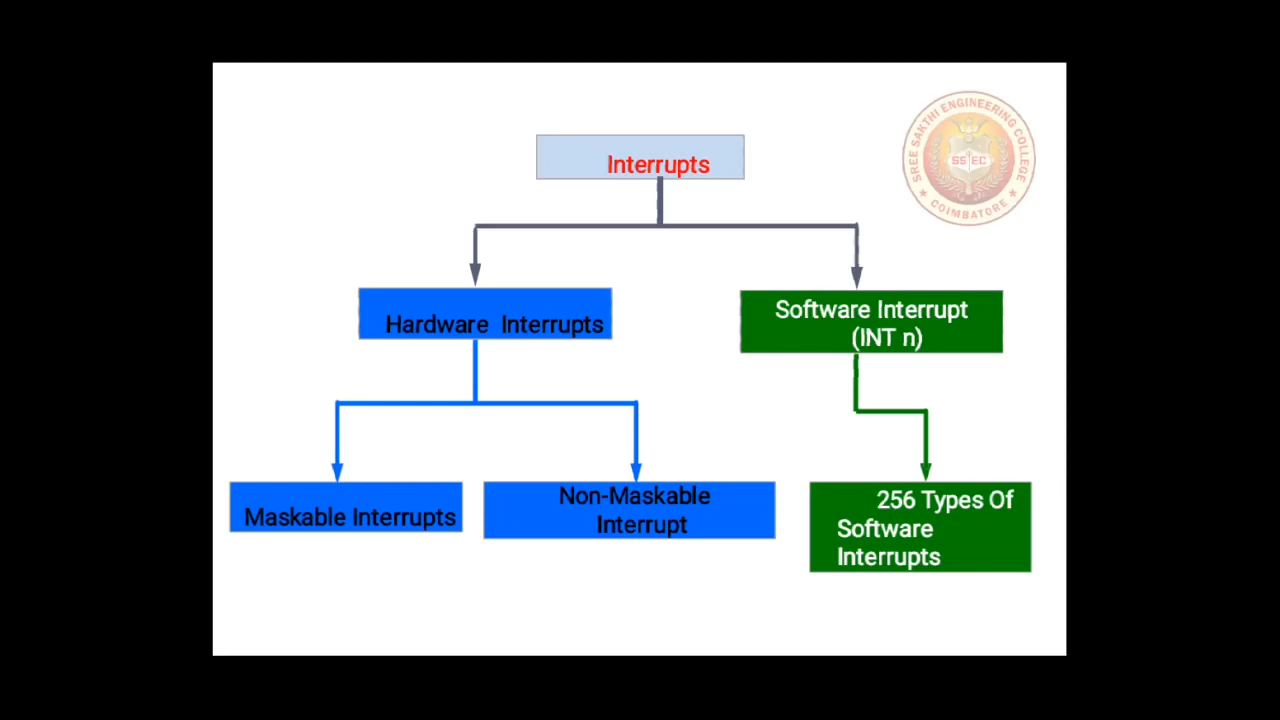 SREE SAKTHI ENGINEERING COLLEGE
SSEC
COIMBATORE
Interrupts
Hardware Interrupts
Software Interrupt
(INT n)
Maskable Interrupts
Non-Maskable
Interrupt
256 Types Of
Software
Interrupts